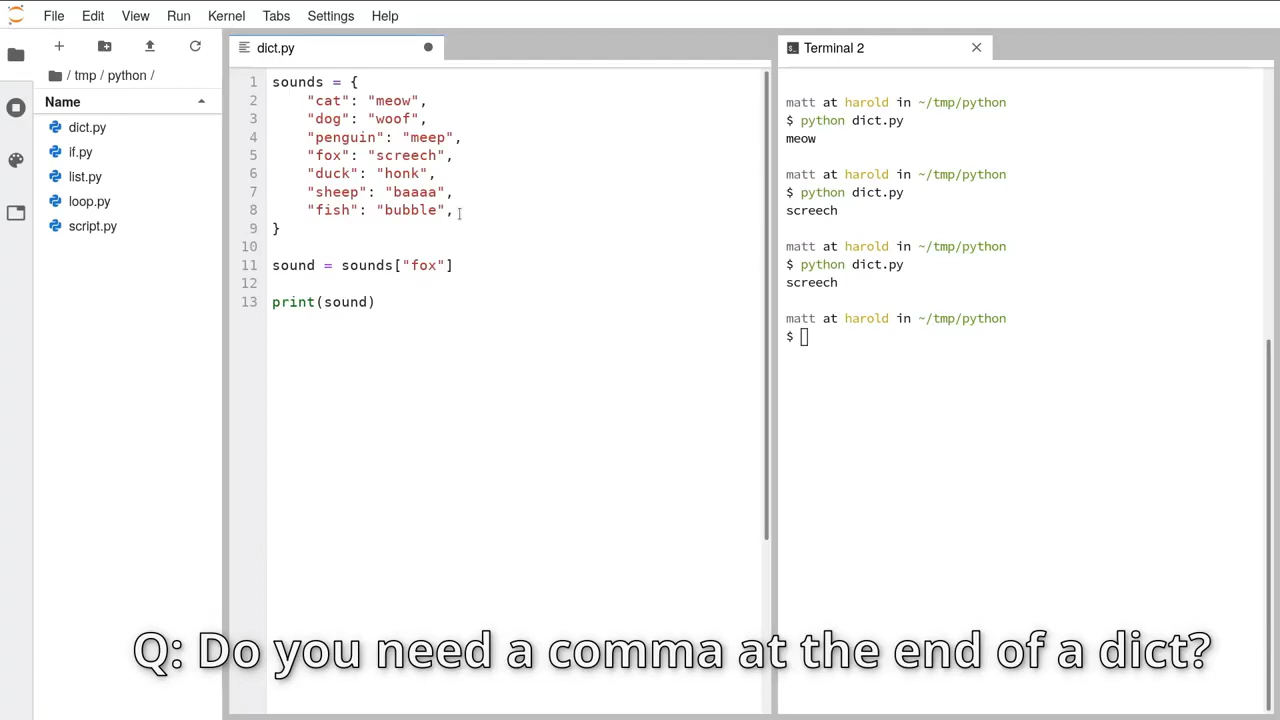 File Edit View Run Kernel Tabs Settings Help
/ tmp / python /
Name
dict.py
if.py
list.py
loop.py
script.py
dict.py
1 sounds = {
2     "cat": "meow",
3     "dog": "woof",
4     "penguin": "meep",
5     "fox": "screech",
6     "duck": "honk",
7     "sheep": "baaaa",
8     "fish": "bubble",
9 }
10
11 sound = sounds["fox"]
12
13 print(sound)
Terminal 2
matt at harold in ~/tmp/python
$ python dict.py
meow
matt at harold in ~/tmp/python
$ python dict.py
screech
matt at harold in ~/tmp/python
$ python dict.py
screech
matt at harold in ~/tmp/python
$
Q: Do you need a comma at the end of a dict?